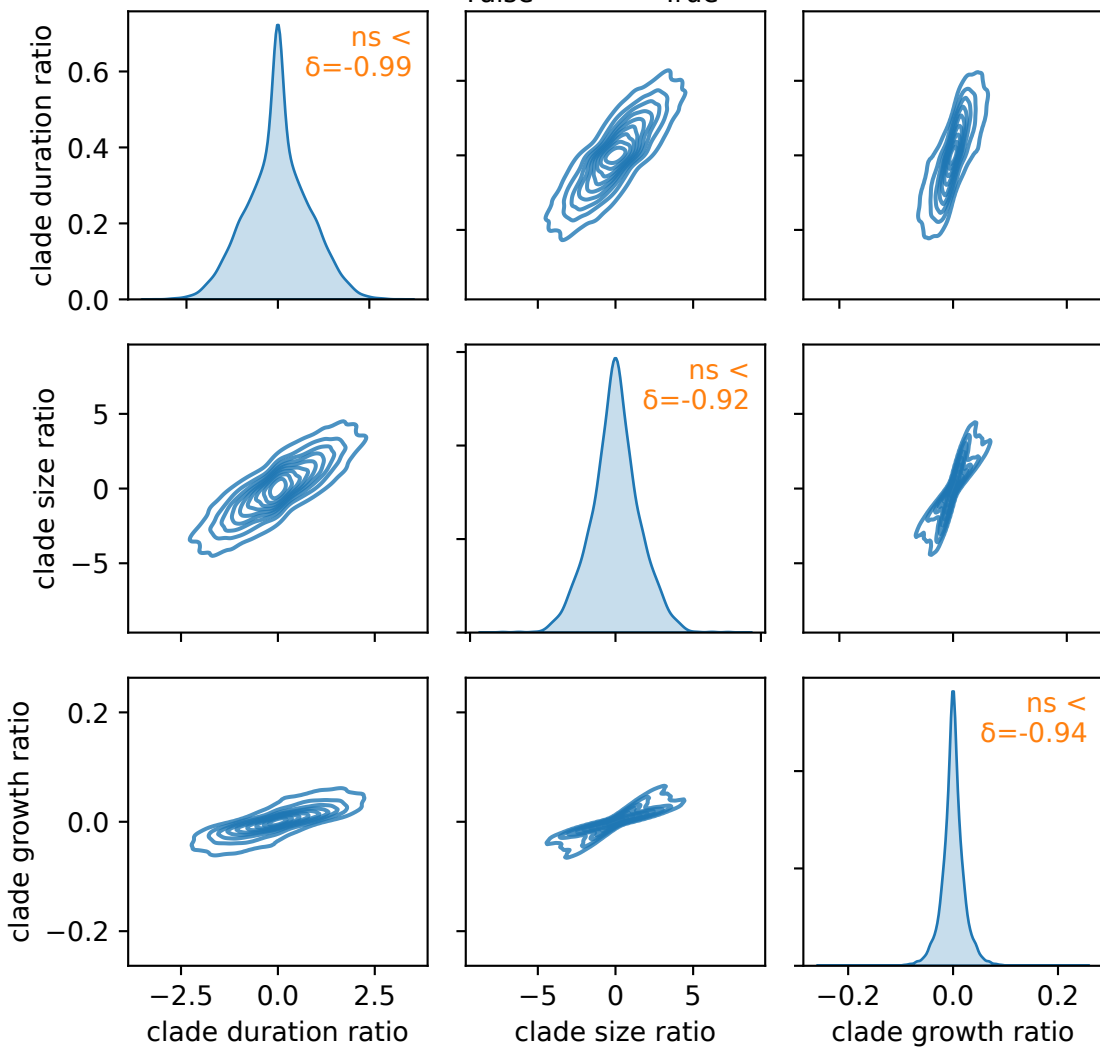 clade duration ratio
0.6
0.4
0.2
0.0
ns <
δ=-0.99
clade size ratio
5
0
−5
ns <
δ=-0.92
clade growth ratio
0.2
0.0
−0.2
ns <
δ=-0.94
−2.5 0.0 2.5
−5 0 5
−0.2 0.0 0.2
clade duration ratio
clade size ratio
clade growth ratio